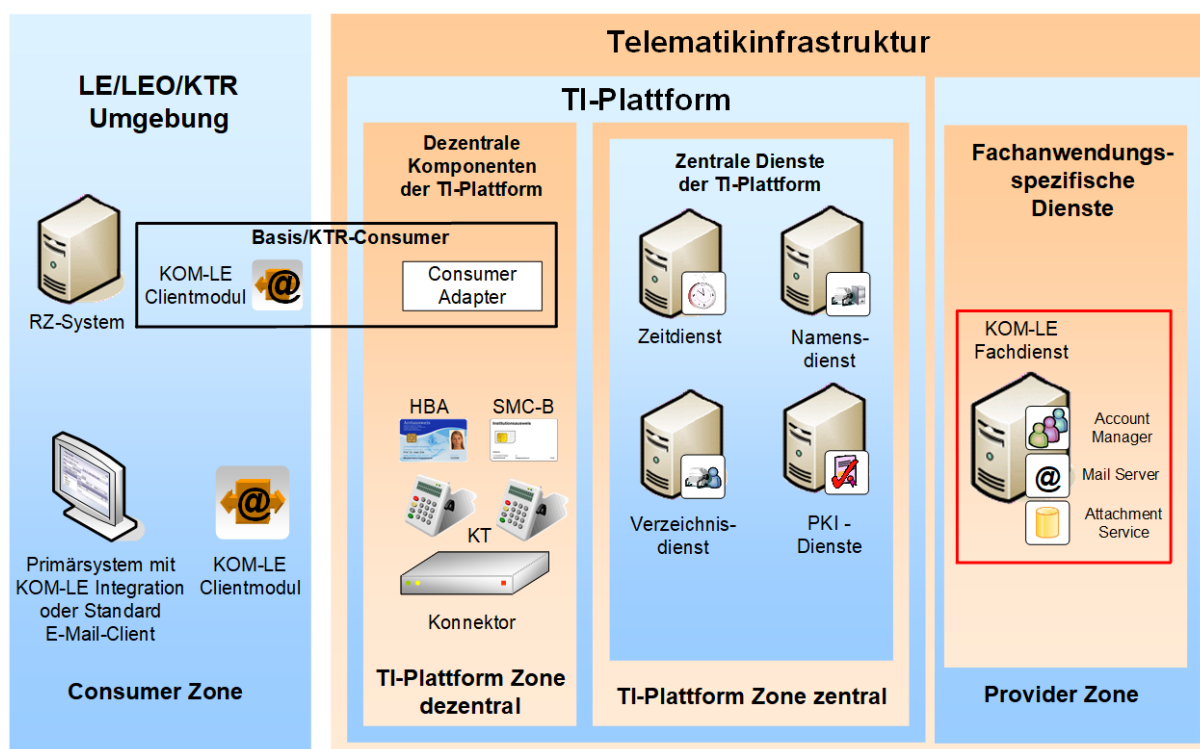 Telematikinfrastruktur
LE/LEO/KTR
Umgebung
RZ-System
Basis/KTR-Consumer
KOM-LE
Clientmodul
Consumer
Adapter
Primärsystem mit
KOM-LE Integration
oder Standard
E-Mail-Client
KOM-LE
Clientmodul
Consumer Zone
TI-Plattform
Dezentrale
Komponenten
der TI-Plattform
HBA
SMC-B
Institutionsausweis
KT
Konnektor
TI-Plattform Zone
dezentral
Zentrale Dienste
der TI-Plattform
Zeitdienst
Namens-
dienst
Verzeichnis-
dienst
PKI -
Dienste
TI-Plattform Zone zentral
Fachanwendungs-
spezifische
Dienste
KOM-LE
Fachdienst
Account
Manager
@
Mail Server
Attachment
Service
Provider Zone